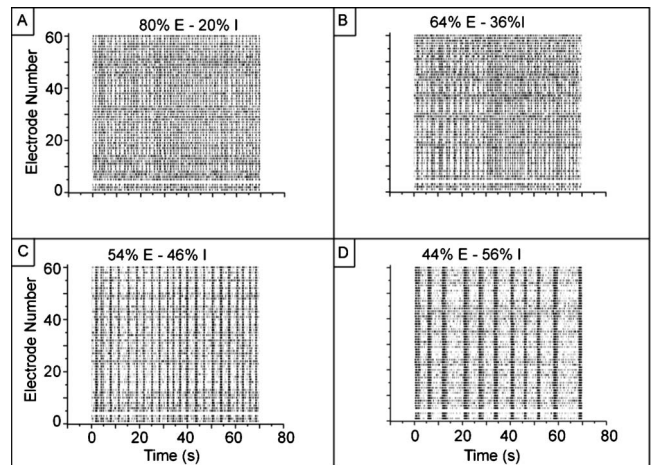 A
80% E - 20% I
60
40
20
0
Electrode Number
B
64% E - 36%I
C
54% E - 46% I
60
40
20
0
Electrode Number
0 20 40 60 80
Time (s)
D
44% E - 56% I
0 20 40 60 80
Time (s)